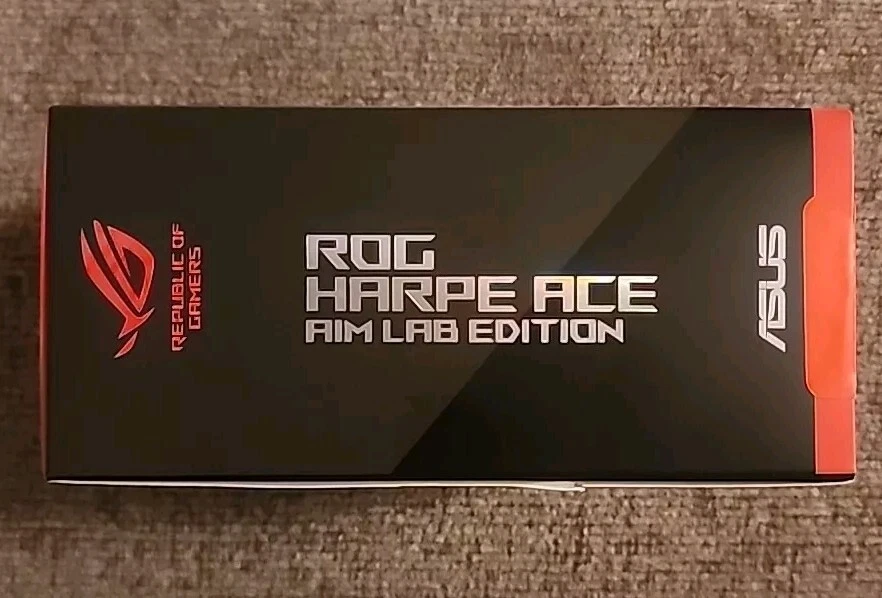 REPUBLIC OF
GAMERS
ROG
HARPE ACE
AIM LAB EDITION
ASUS